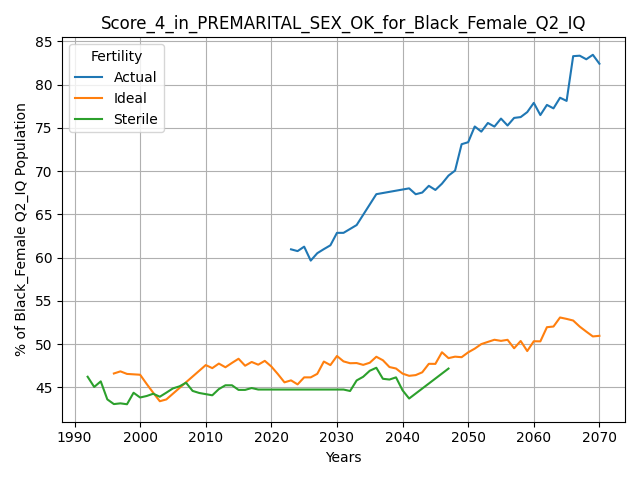 Score_4_in_PREMARITAL_SEX_OK_for_Black_Female_Q2_IQ
% of Black_Female Q2_IQ Population
85
80
75
70
65
60
55
50
45
Fertility
Actual
Ideal
Sterile
1990 2000 2010 2020 2030 2040 2050 2060 2070
Years